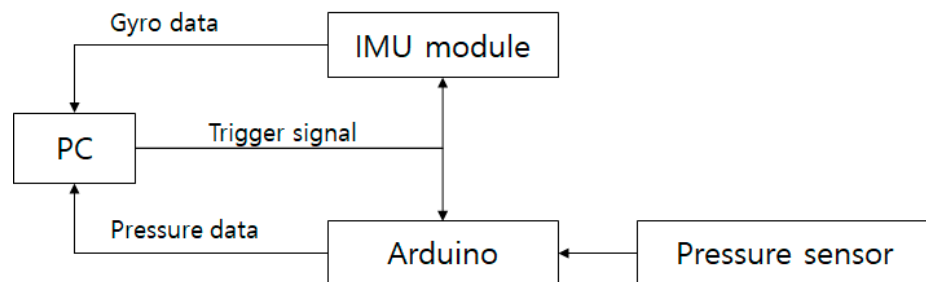 Gyro data
IMU module
PC
Trigger signal
Pressure data
Arduino
Pressure sensor